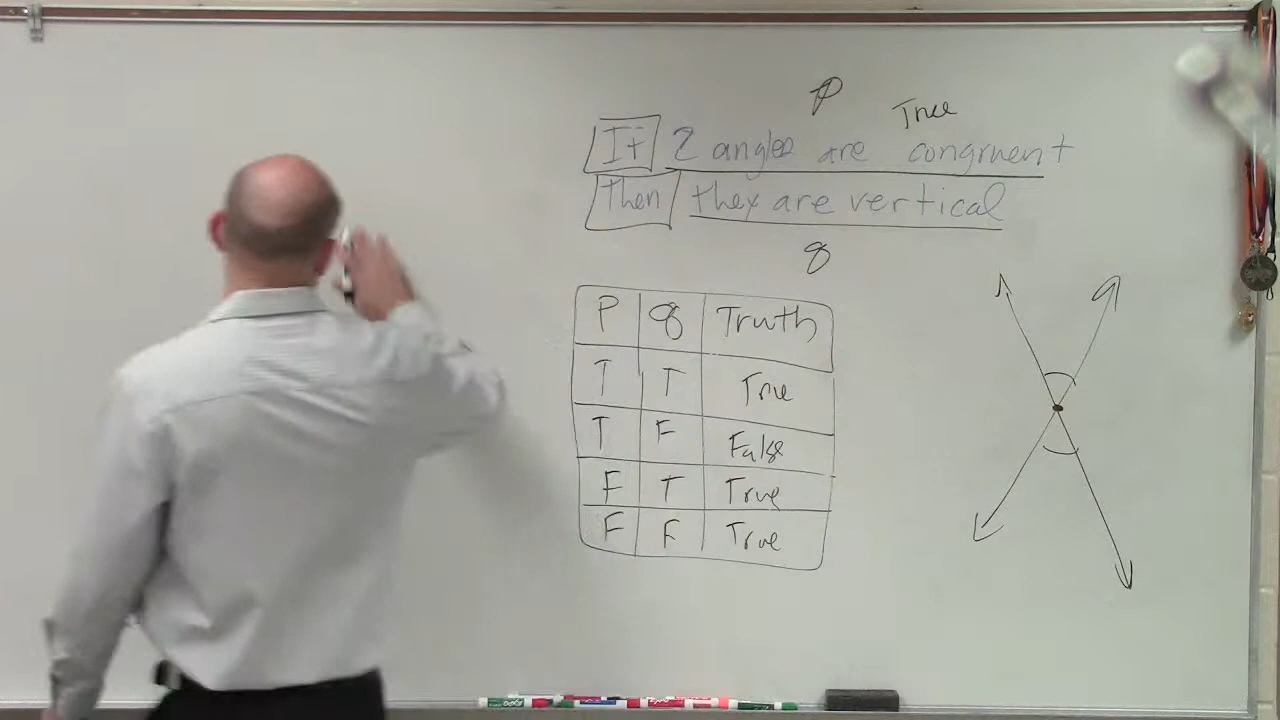 P True
If 2 angles are congruent
then they are vertical
q
P q Truth
T T True
T F False
F T True
F F True